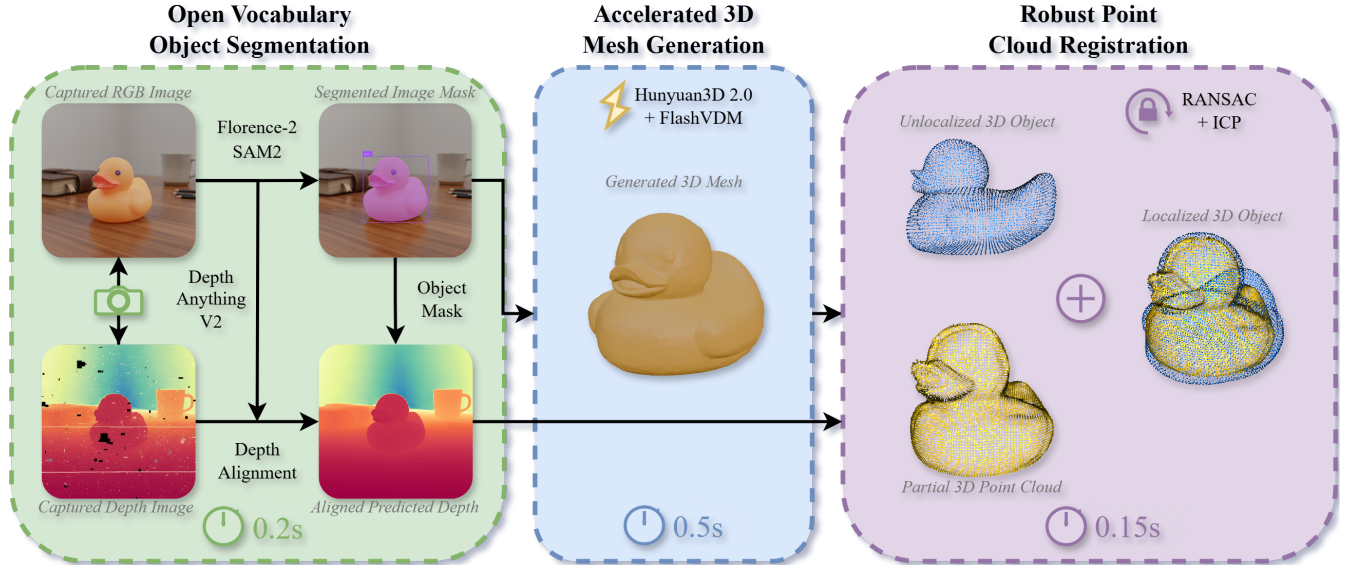 Open Vocabulary
Object Segmentation
Captured RGB Image
Segmented Image Mask
Florence-2
SAM2
Depth
Anything
V2
Object
Mask
Depth
Alignment
Captured Depth Image
Aligned Predicted Depth
0.2s
Accelerated 3D
Mesh Generation
Hunyuan3D 2.0
+ FlashVDM
Generated 3D Mesh
0.5s
Robust Point
Cloud Registration
RANSAC
+ ICP
Unlocalized 3D Object
Localized 3D Object
Partial 3D Point Cloud
0.15s